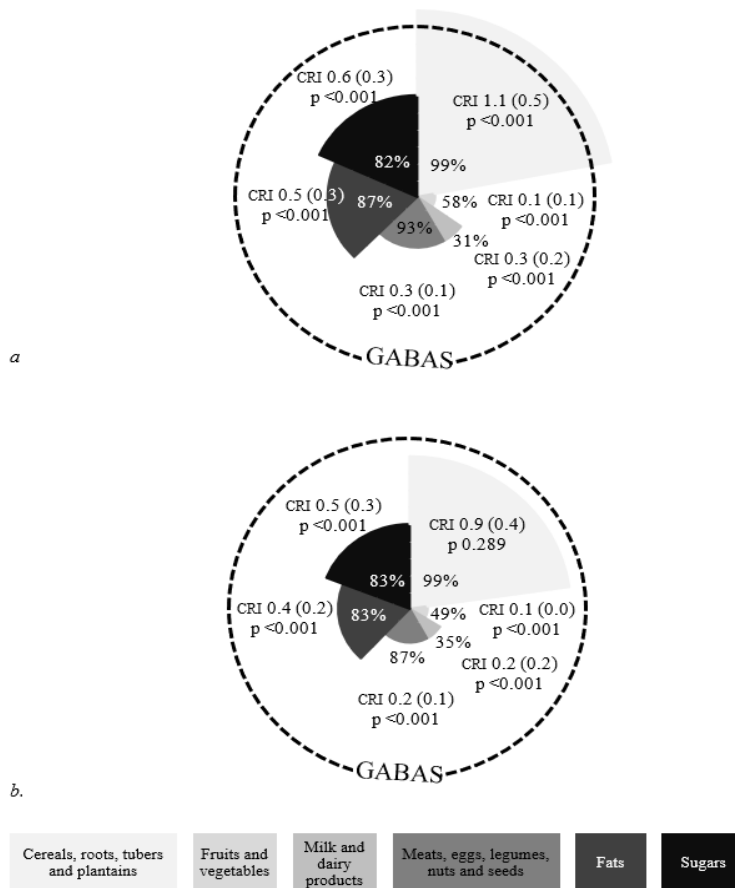 CRI 0.6 (0.3)
p <0.001
CRI 1.1 (0.5)
p <0.001
82%
99%
CRI 0.5 (0.3)
p <0.001
87%
58%
CRI 0.1 (0.1)
p <0.001
93%
31%
CRI 0.3 (0.2)
p <0.001
CRI 0.3 (0.1)
p <0.001
GABAS
a
CRI 0.5 (0.3)
p <0.001
CRI 0.9 (0.4)
p 0.289
83%
99%
CRI 0.4 (0.2)
p <0.001
83%
49%
CRI 0.1 (0.0)
p <0.001
35%
87%
CRI 0.2 (0.2)
p <0.001
CRI 0.2 (0.1)
p <0.001
GABAS
b.
Cereals, roots, tubers
and plantains
Fruits and
vegetables
Milk and
dairy
products
Meats, eggs, legumes,
nuts and seeds
Fats
Sugars